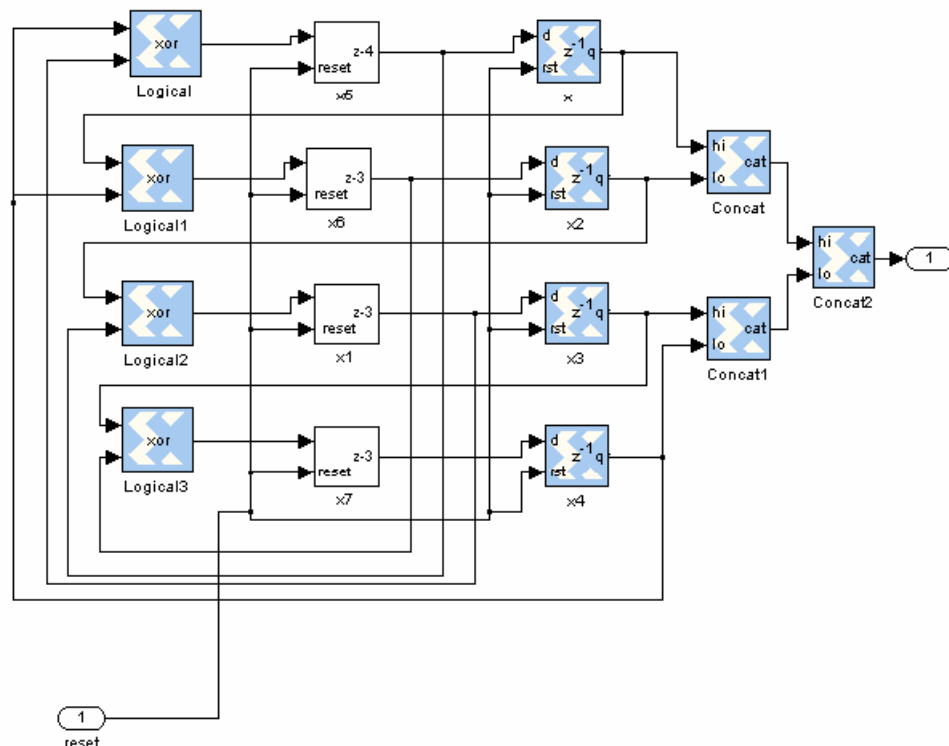 xor
Logical
z-4
reset
x5
d
rst
z-1 q
x
xor
Logical1
z-3
reset
x6
d
rst
z-1 q
x2
hi
lo
cat
Concat
hi
lo
cat
Concat2
1
xor
Logical2
z-3
reset
x1
d
rst
z-1 q
x3
hi
lo
cat
Concat1
xor
Logical3
z-3
reset
x7
d
rst
z-1 q
x4
1
reset